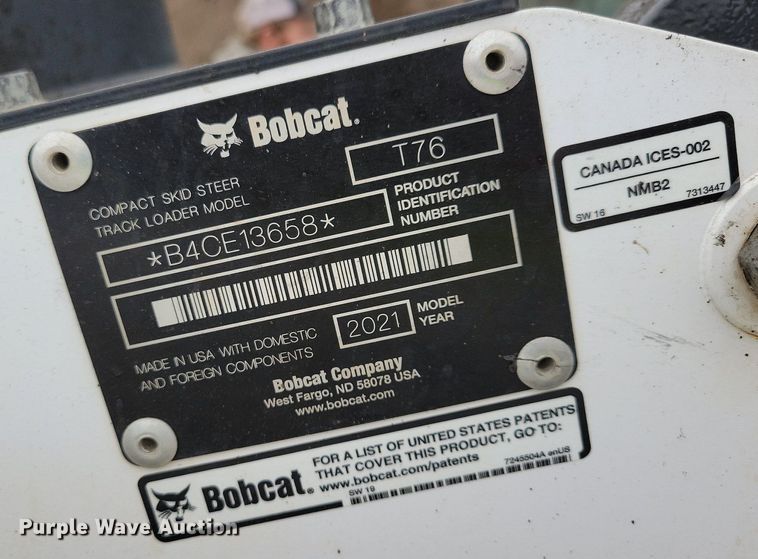 Bobcat.
COMPACT SKID STEER
TRACK LOADER MODEL
T76
*B4CE13658*
PRODUCT
IDENTIFICATION
NUMBER
MADE IN USA WITH DOMESTIC
AND FOREIGN COMPONENTS
2021
MODEL
YEAR
Bobcat Company
West Fargo, ND 58078 USA
www.bobcat.com
CANADA ICES-002
NMB2
SW 16
7313447
Bobcat.
FOR A LIST OF UNITED STATES PATENTS
THAT COVER THIS PRODUCT, GO TO:
www.bobcat.com/patents
SW 19
7245504A enUS
Purple Wave Auction